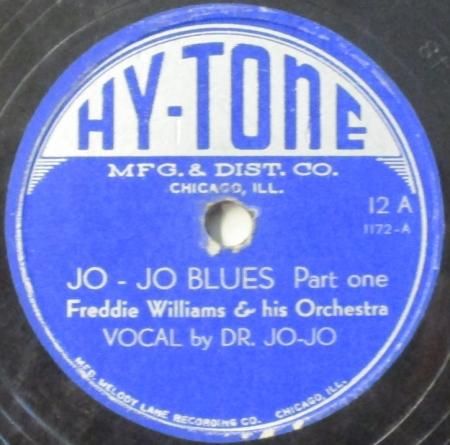 HY-TONE
MFG. & DIST. CO.
CHICAGO, ILL.
12 A
1172-A
JO - JO BLUES Part one
Freddie Williams & his Orchestra
VOCAL by DR. JO-JO
MFG. MELODY LANE RECORDING CO. CHICAGO, ILL.